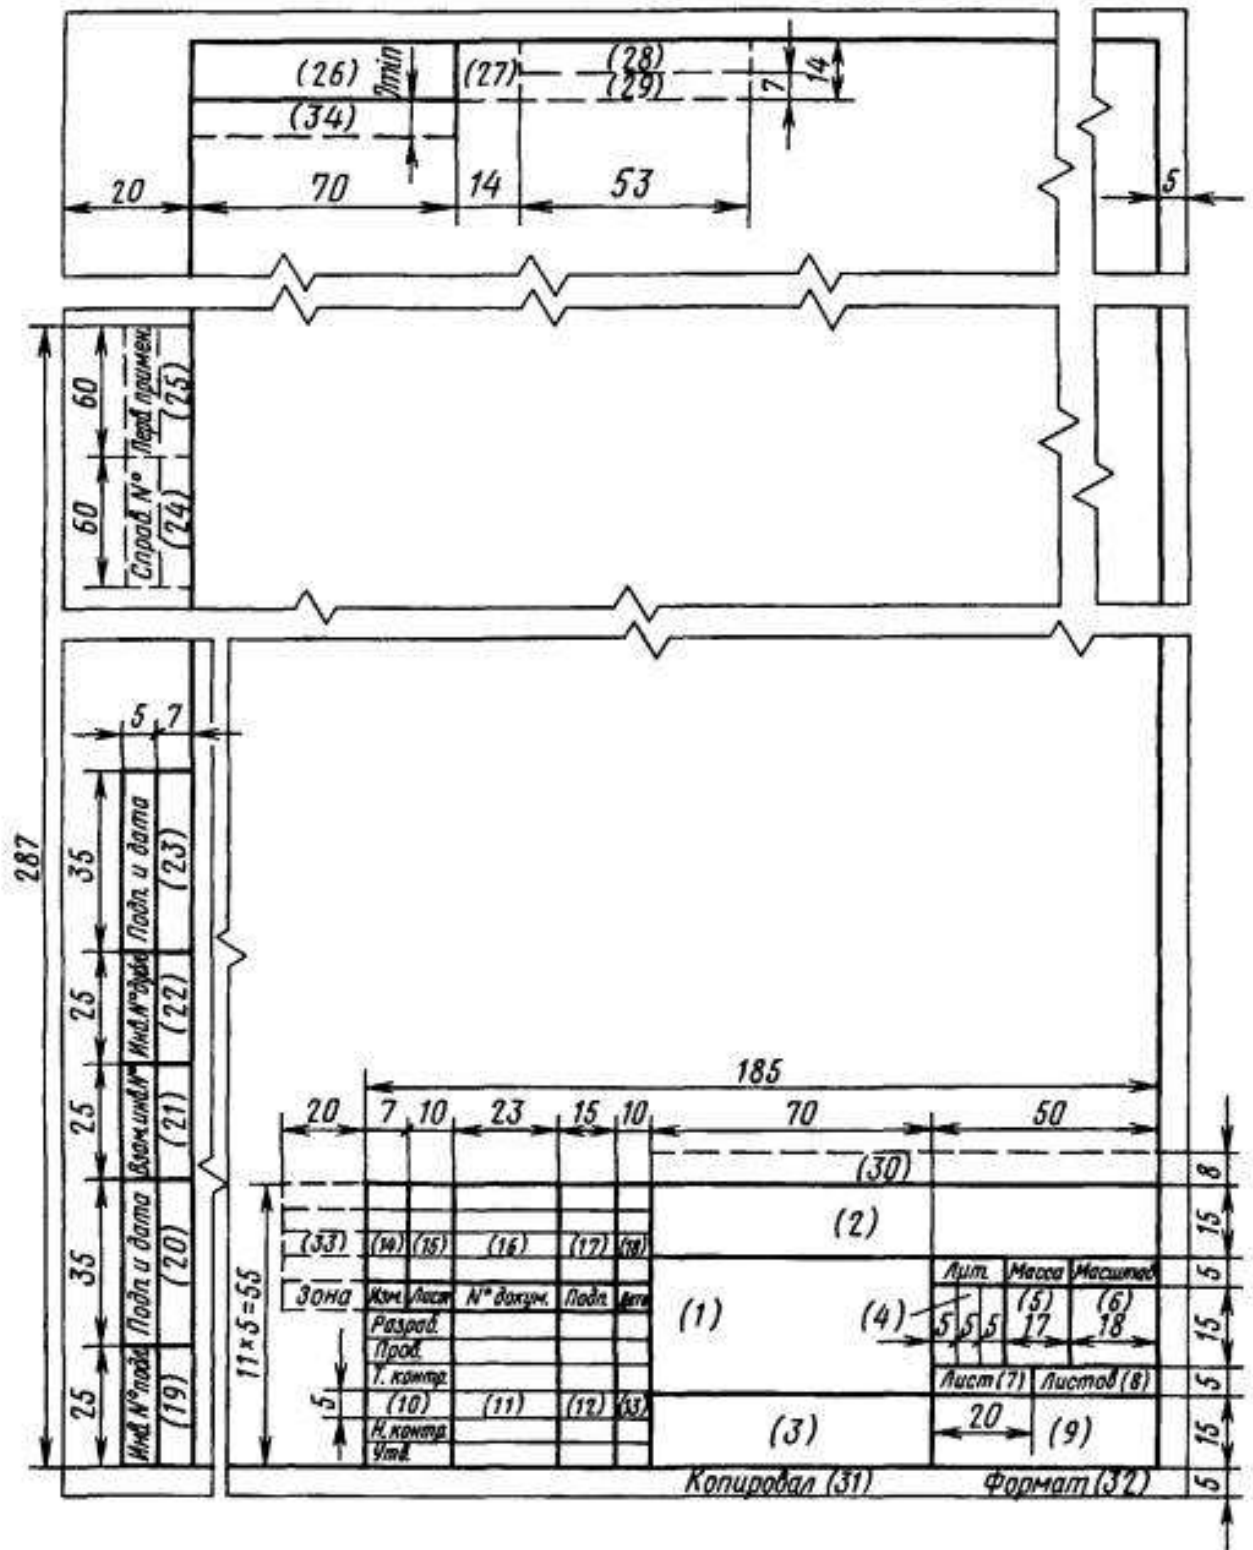 (26) 7min (27) (28) 7 14
(29)
(34)
20 70 14 53 5
287
60 Перв. примен. (25)
60 Справ. № (24)
5 7
35 Подп. и дата (23)
25 Инв.№дубл. (22)
25 Взам.инв.№ (21)
35 Подп. и дата (20)
25 Инв.№подл. (19)
185
20 7 10 23 15 10 70 50
(30) 8
(2) 15
(33) (14) (15) (16) (17) (18)
Лит. Масса Масштаб 5
Зона Изм. Лист № докум. Подп. Дата (1) (4) (5) (6)
5 5 5 17 18 15
11×5=55
Разраб.
Пров.
Т. контр. Лист (7) Листов (8) 5
5 (10) (11) (12) (13)
20
Н. контр. (3) (9) 15
Утв.
Копировал (31) Формат (32) 5